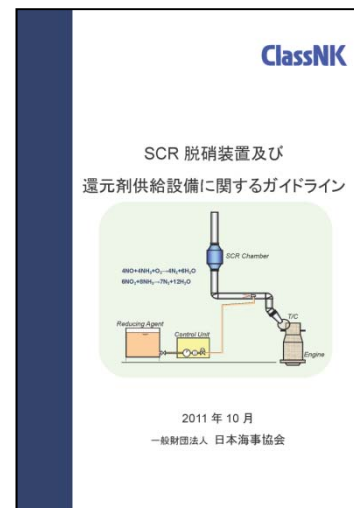 ClassNK
SCR 脱硝装置及び
還元剤供給設備に関するガイドライン
SCR Chamber
4NO+4NH₃+O₂→4N₂+6H₂O
6NO₂+8NH₃→7N₂+12H₂O
T/C
Reducing Agent
Control Unit
Engine
2011 年 10 月
一般財団法人 日本海事協会